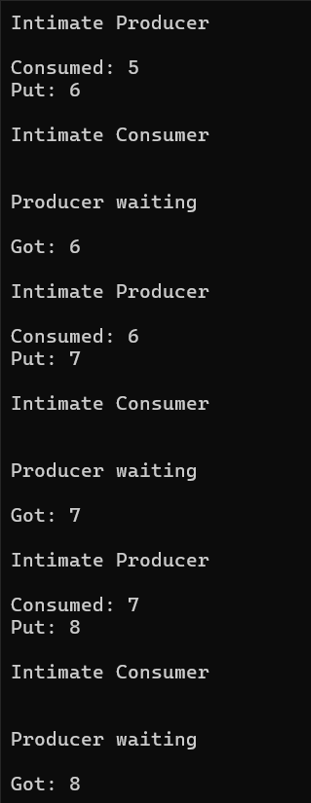 Intimate Producer
Consumed: 5
Put: 6
Intimate Consumer
Producer waiting
Got: 6
Intimate Producer
Consumed: 6
Put: 7
Intimate Consumer
Producer waiting
Got: 7
Intimate Producer
Consumed: 7
Put: 8
Intimate Consumer
Producer waiting
Got: 8